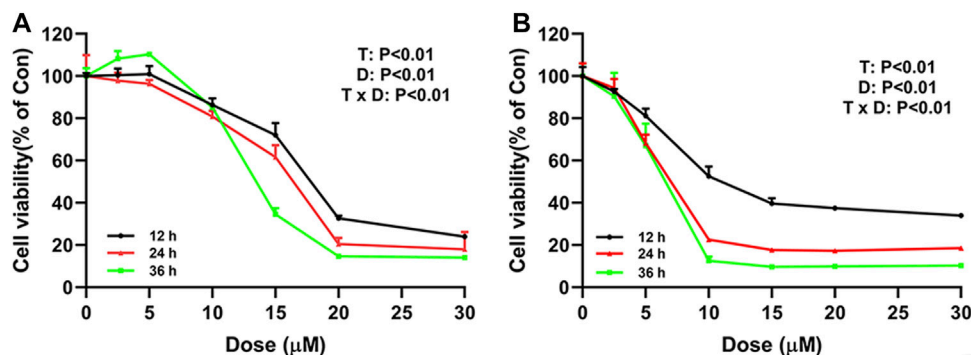 A
Cell viability(% of Con)
120
100
80
60
40
20
0
T: P<0.01
D: P<0.01
T x D: P<0.01
12 h
24 h
36 h
0 5 10 15 20 25 30
Dose (μM)
B
Cell viability(% of Con)
120
100
80
60
40
20
0
T: P<0.01
D: P<0.01
T x D: P<0.01
12 h
24 h
36 h
0 5 10 15 20 25 30
Dose (μM)